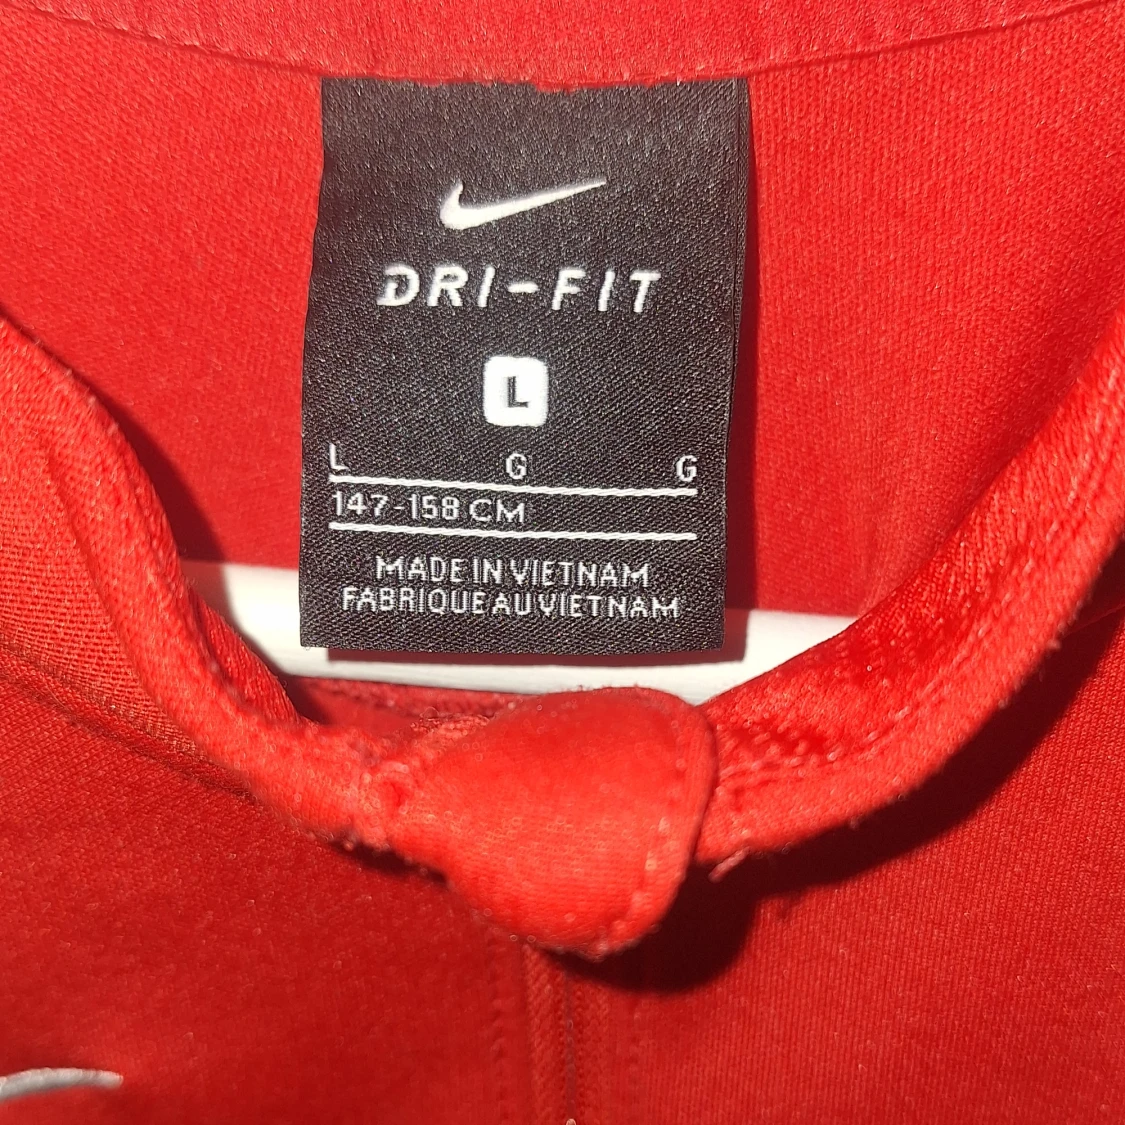 DRI-FIT
L
L G G
147-158 CM
MADE IN VIETNAM
FABRIQUE AU VIETNAM